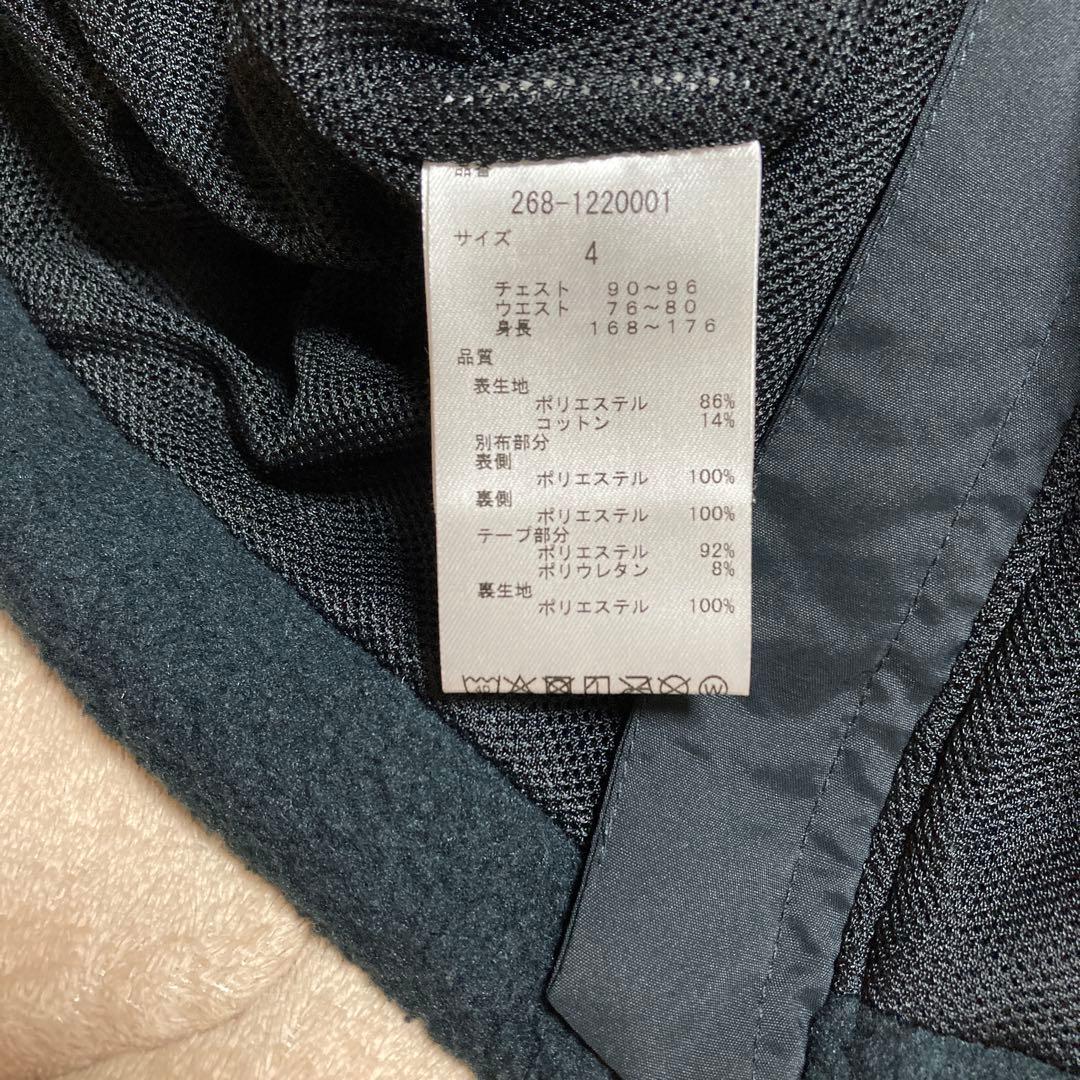 品番
268-1220001
サイズ
4
チェスト 90～96
ウエスト 76～80
身長 168～176
品質
表生地
ポリエステル 86%
コットン 14%
別布部分
表側
ポリエステル 100%
裏側
ポリエステル 100%
テープ部分
ポリエステル 92%
ポリウレタン 8%
裏生地
ポリエステル 100%
40
W